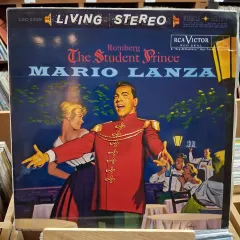 LIVING STEREO
RCA VICTOR
Romberg
The Student Prince
MARIO LANZA